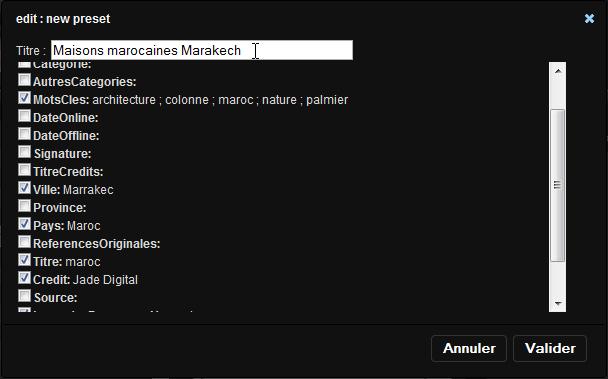 edit : new preset
Titre : Maisons marocaines Marakech
Categorie:
AutresCategories:
MotsCles: architecture ; colonne ; maroc ; nature ; palmier
DateOnline:
DateOffline:
Signature:
TitreCredits:
Ville: Marrakec
Province:
Pays: Maroc
ReferencesOriginales:
Titre: maroc
Credit: Jade Digital
Source:
Annuler Valider